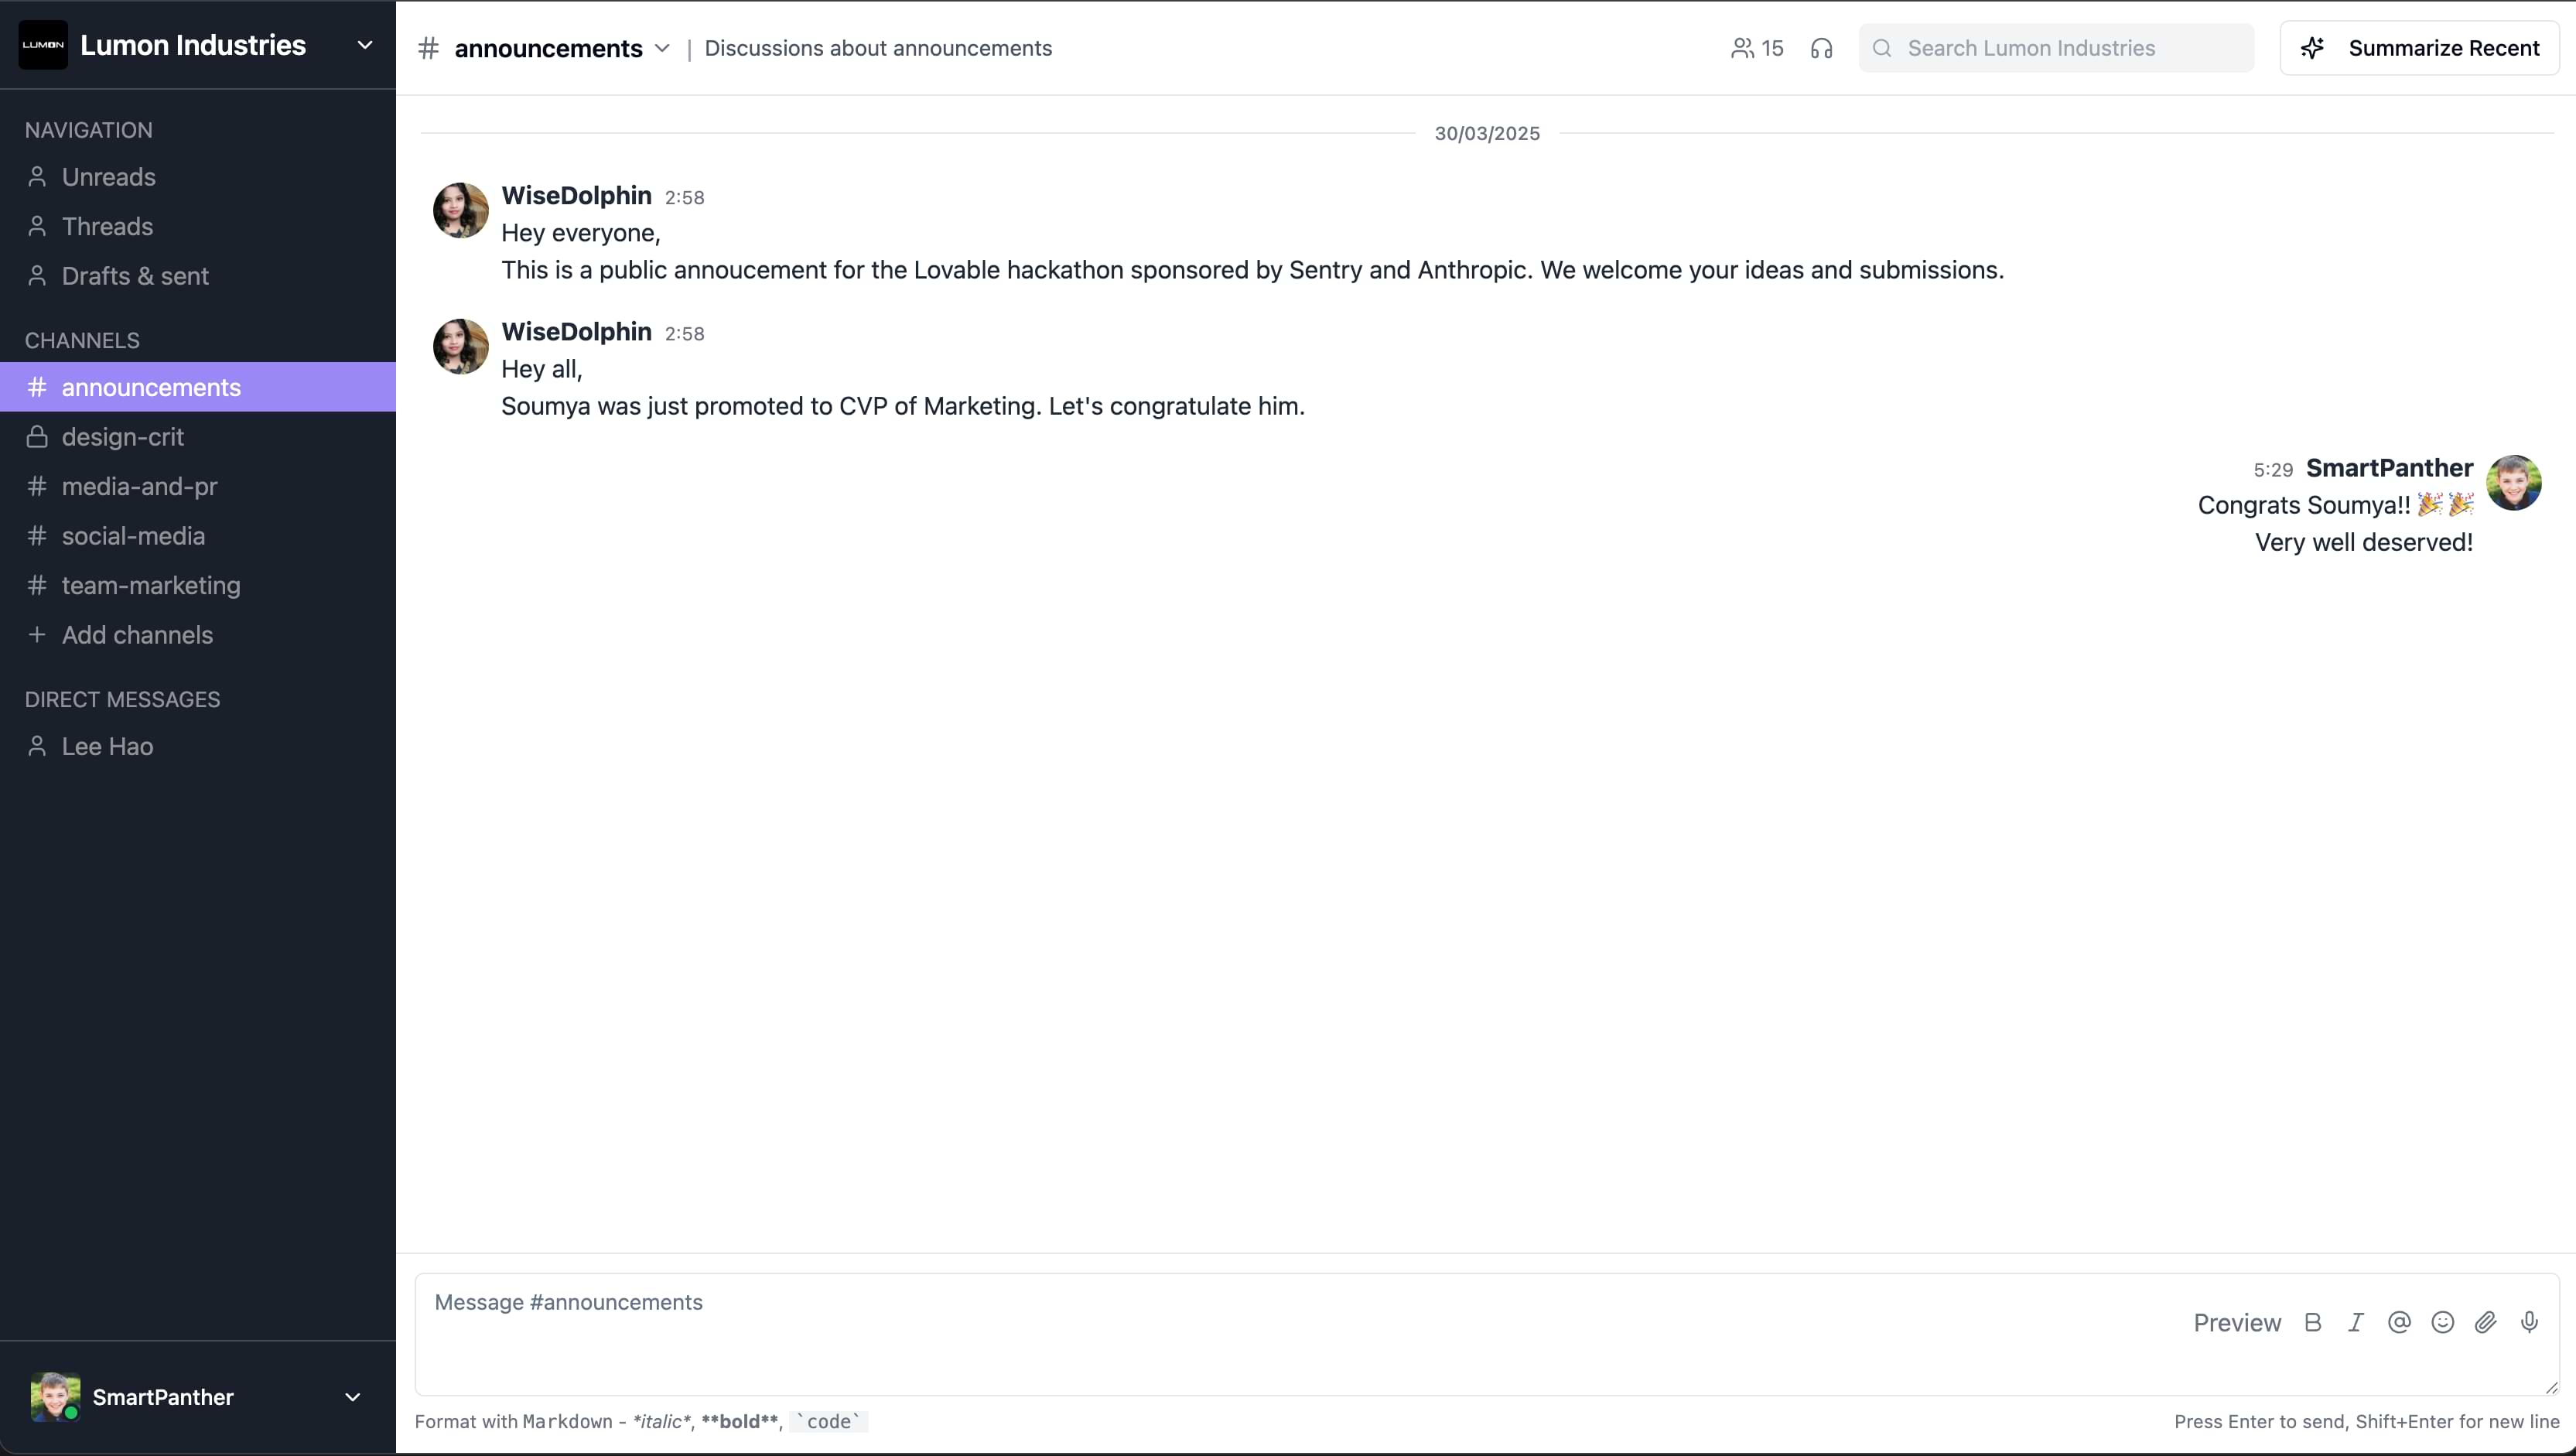 LUMON
Lumon Industries
NAVIGATION
Unreads
Threads
Drafts & sent
CHANNELS
# announcements
design-crit
# media-and-pr
# social-media
# team-marketing
+ Add channels
DIRECT MESSAGES
Lee Hao
SmartPanther
# announcements | Discussions about announcements
15
Search Lumon Industries
Summarize Recent
30/03/2025
WiseDolphin 2:58
Hey everyone,
This is a public annoucement for the Lovable hackathon sponsored by Sentry and Anthropic. We welcome your ideas and submissions.
WiseDolphin 2:58
Hey all,
Soumya was just promoted to CVP of Marketing. Let's congratulate him.
5:29 SmartPanther
Congrats Soumya!! 🎉🎉
Very well deserved!
Message #announcements
Preview B I @
Format with Markdown - *italic*, **bold**, `code`
Press Enter to send, Shift+Enter for new line